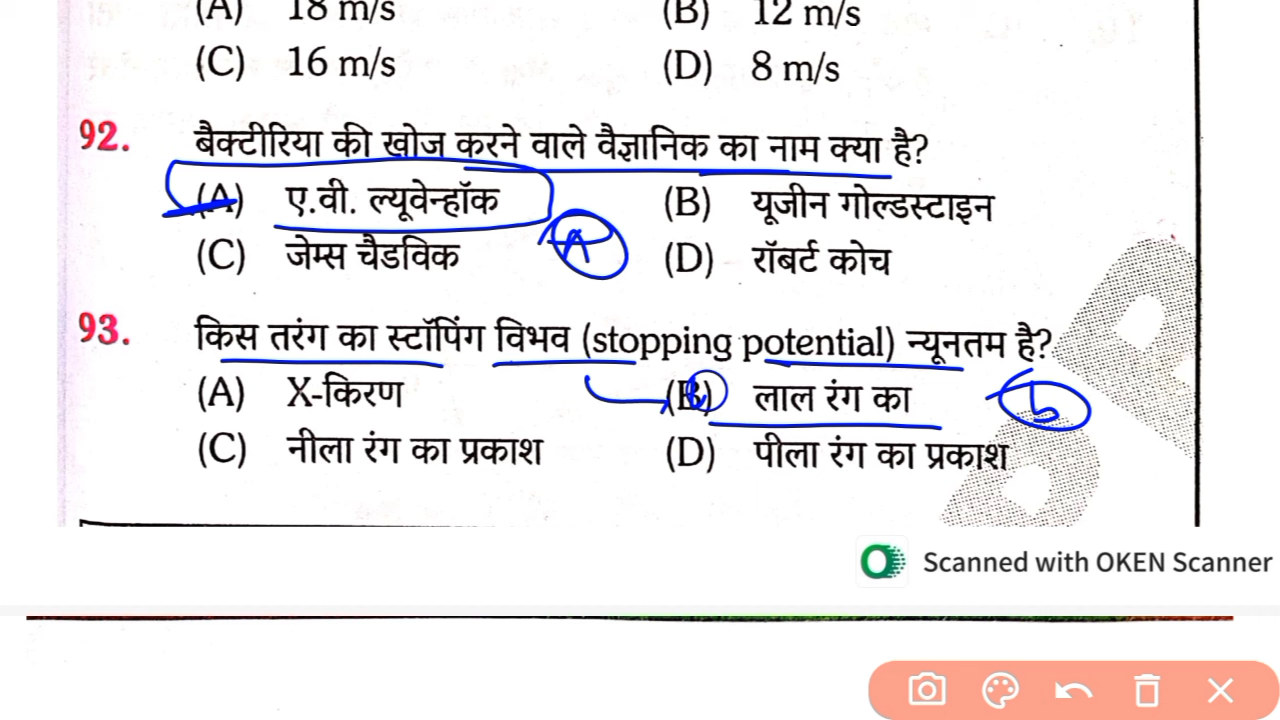 (A) 18 m/s (B) 12 m/s
(C) 16 m/s (D) 8 m/s
92. बैक्टीरिया की खोज करने वाले वैज्ञानिक का नाम क्या है?
(A) ए.वी. ल्यूवेन्हॉक (B) यूजीन गोल्डस्टाइन
(C) जेम्स चैडविक A (D) रॉबर्ट कोच
93. किस तरंग का स्टॉपिंग विभव (stopping potential) न्यूनतम है?
(A) X-किरण (B) लाल रंग का b
(C) नीला रंग का प्रकाश (D) पीला रंग का प्रकाश
Scanned with OKEN Scanner